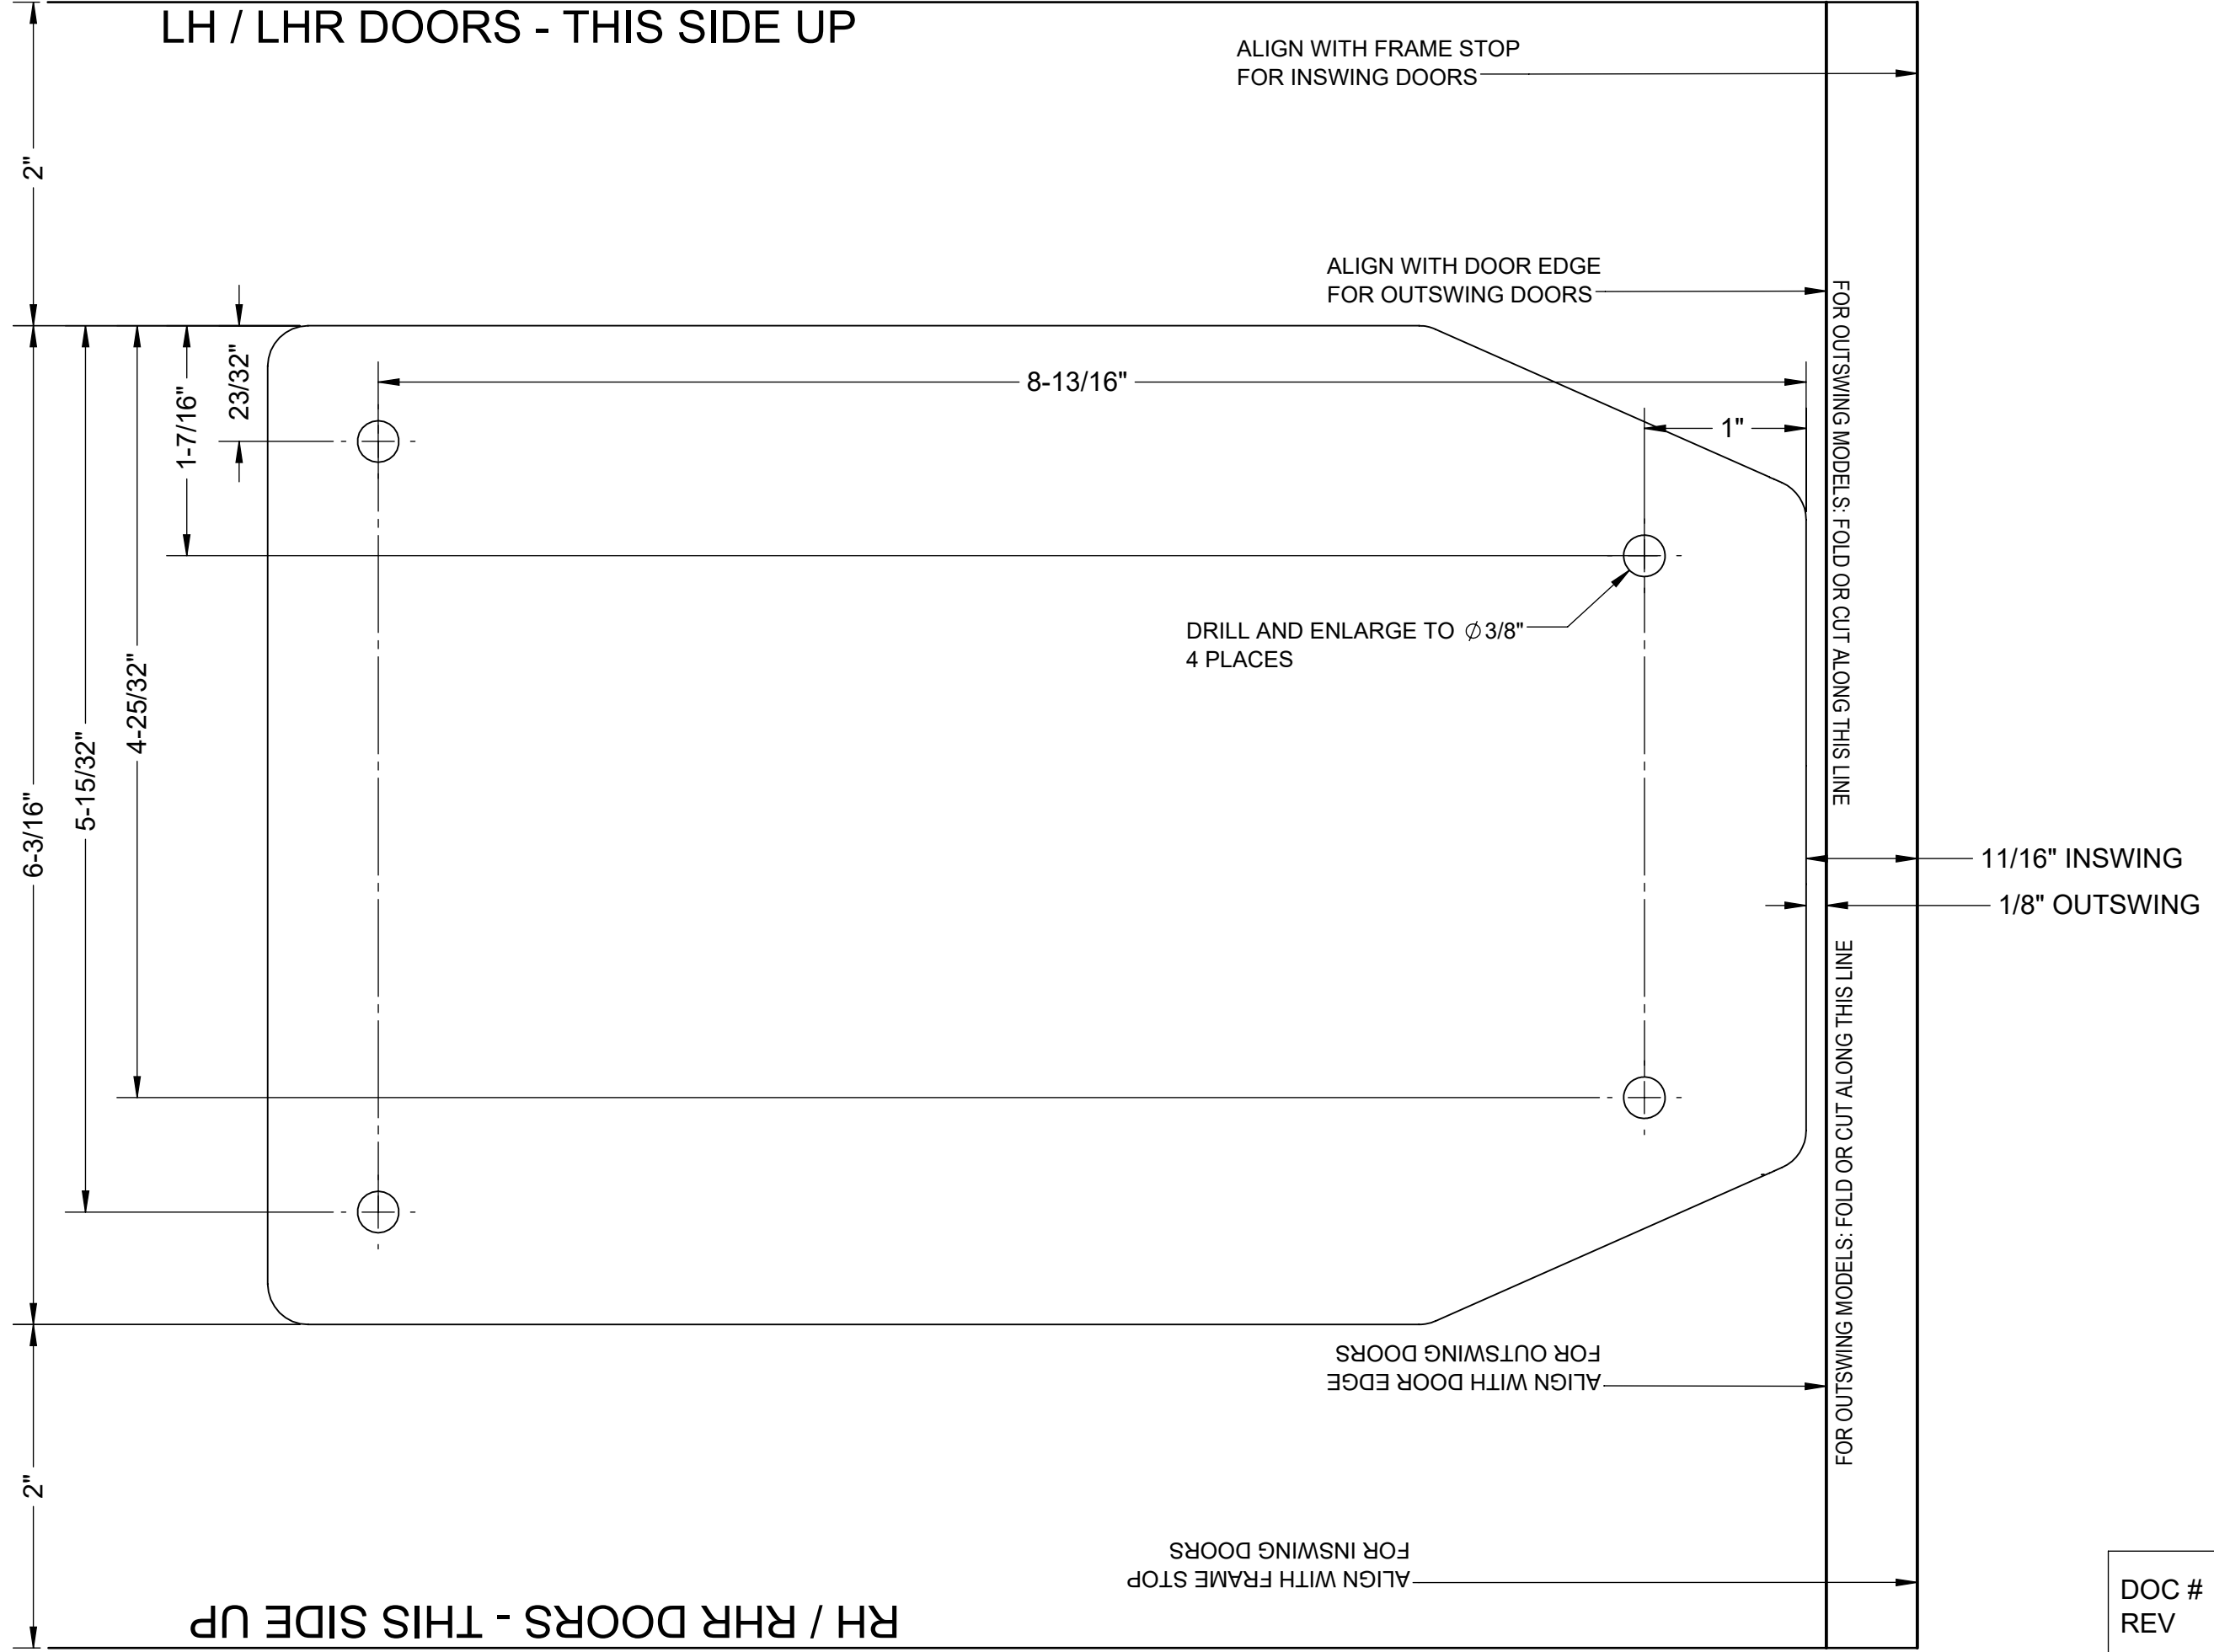 LH / LHR DOORS - THIS SIDE UP
ALIGN WITH FRAME STOP
FOR INSWING DOORS
2"
ALIGN WITH DOOR EDGE
FOR OUTSWING DOORS
FOR OUTSWING MODELS: FOLD OR CUT ALONG THIS LINE
23/32"
1-7/16"
8-13/16"
1"
DRILL AND ENLARGE TO ⌀3/8"
4 PLACES
4-25/32"
5-15/32"
6-3/16"
11/16" INSWING
1/8" OUTSWING
FOR OUTSWING MODELS: FOLD OR CUT ALONG THIS LINE
ALIGN WITH DOOR EDGE
FOR OUTSWING DOORS
2"
ALIGN WITH FRAME STOP
FOR INSWING DOORS
RH / RHR DOORS - THIS SIDE UP
DOC #
REV